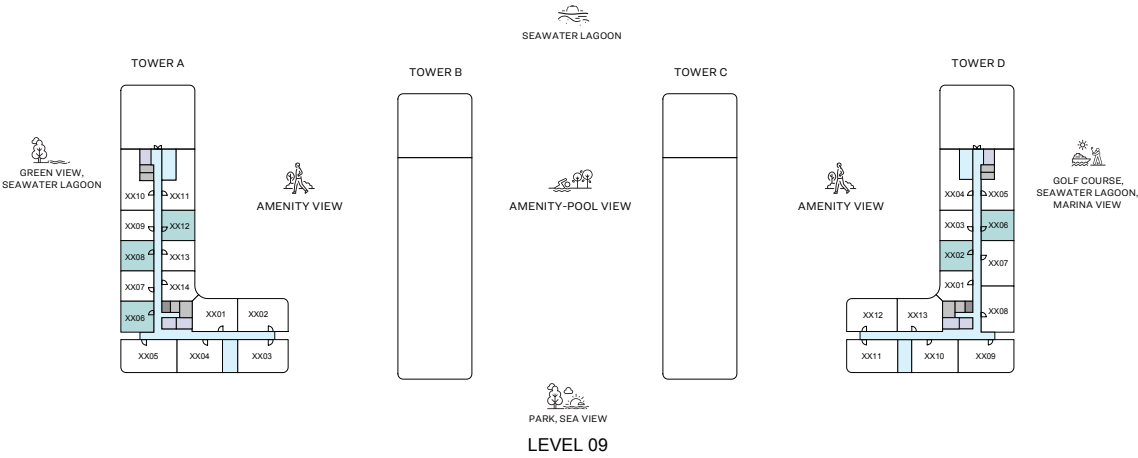 SEAWATER LAGOON
TOWER A
TOWER B
TOWER C
TOWER D
GREEN VIEW,
SEAWATER LAGOON
AMENITY VIEW
AMENITY-POOL VIEW
AMENITY VIEW
GOLF COURSE,
SEAWATER LAGOON,
MARINA VIEW
XX10 XX11
XX09 XX12
XX08 XX13
XX07 XX14
XX06 XX01 XX02
XX05 XX04 XX03
XX04 XX05
XX03 XX06
XX02 XX07
XX01
XX12 XX13 XX08
XX11 XX10 XX09
PARK, SEA VIEW
LEVEL 09